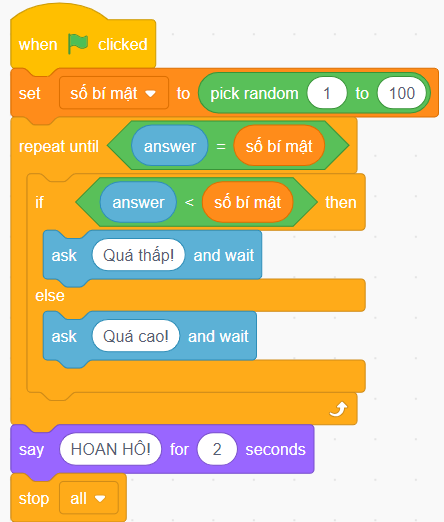 when clicked
set số bí mật to pick random 1 to 100
repeat until answer = số bí mật
if answer < số bí mật then
ask Quá thấp! and wait
else
ask Quá cao! and wait
say HOAN HÔ! for 2 seconds
stop all